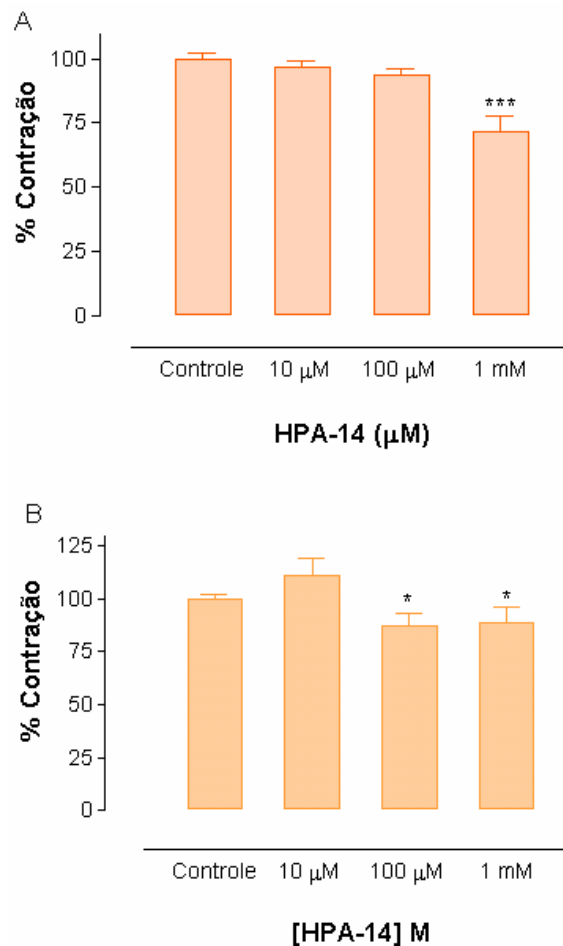 A
% Contração
100
75
50
25
0
***
Controle 10 μM 100 μM 1 mM
HPA-14 (μM)
B
% Contração
125
100
75
50
25
0
* *
Controle 10 μM 100 μM 1 mM
[HPA-14] M